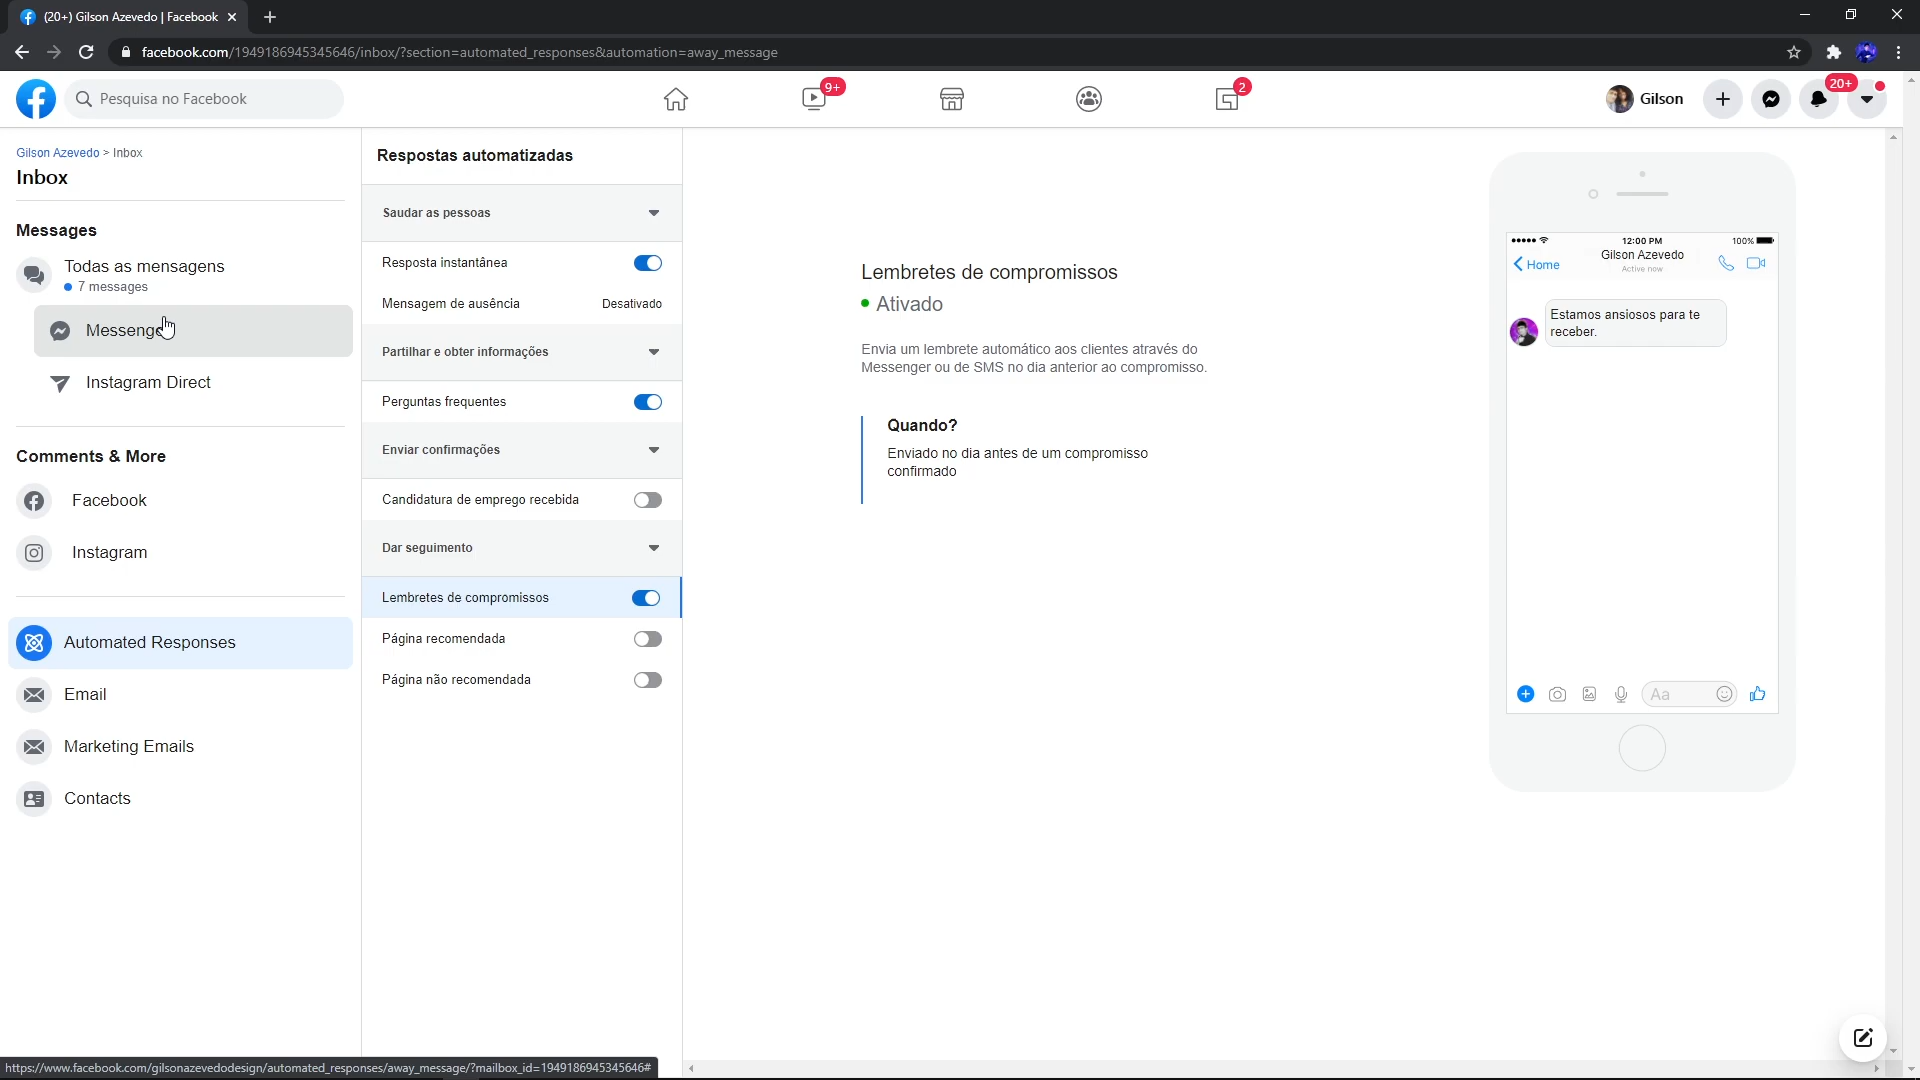 (20+) Gilson Azevedo | Facebook
facebook.com/1949186945345646/inbox/?section=automated_responses&automation=away_message
Pesquisa no Facebook
9+
2
Gilson
20+
Gilson Azevedo > Inbox
Inbox
Messages
Todas as mensagens
7 messages
Messenge
Instagram Direct
Comments & More
Facebook
Instagram
Automated Responses
Email
Marketing Emails
Contacts
Respostas automatizadas
Saudar as pessoas
Resposta instantânea
Mensagem de ausência Desativado
Partilhar e obter informações
Perguntas frequentes
Enviar confirmações
Candidatura de emprego recebida
Dar seguimento
Lembretes de compromissos
Página recomendada
Página não recomendada
Lembretes de compromissos
Ativado
Envia um lembrete automático aos clientes através do
Messenger ou de SMS no dia anterior ao compromisso.
Quando?
Enviado no dia antes de um compromisso
confirmado
12:00 PM 100%
Home Gilson Azevedo
Active now
Estamos ansiosos para te
receber.
Aa
https://www.facebook.com/gilsonazevedodesign/automated_responses/away_message/?mailbox_id=1949186945345646#